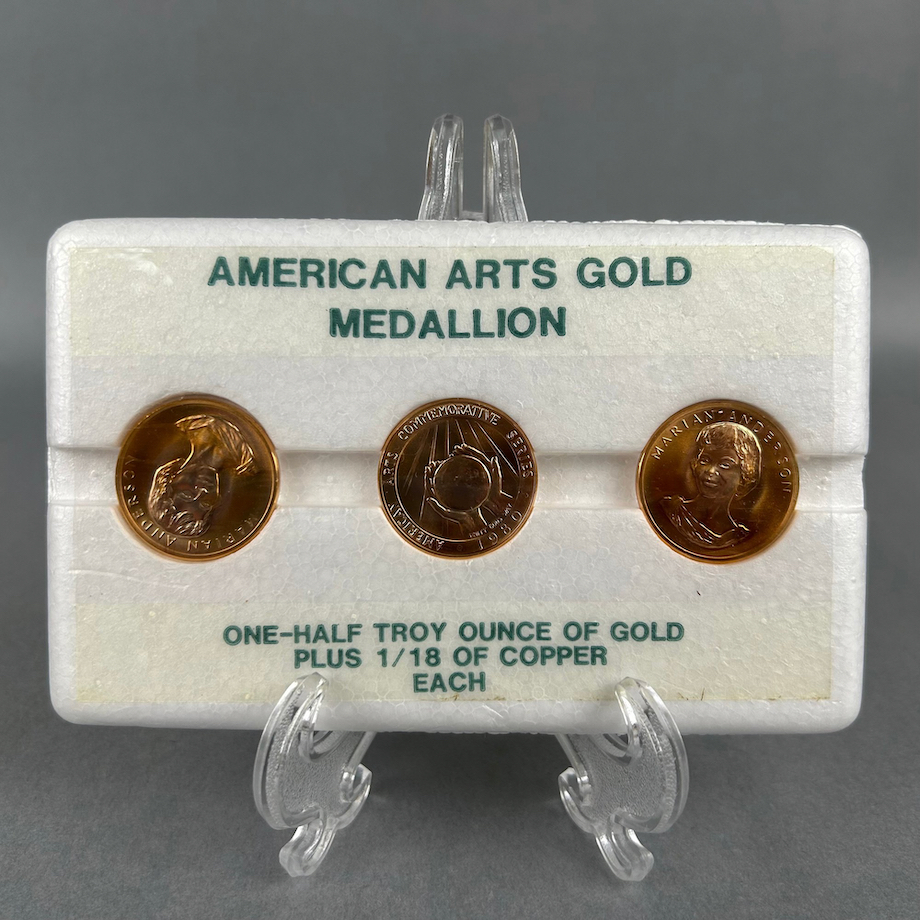 AMERICAN ARTS GOLD
MEDALLION
MARIAN ANDERSON
AMERICAN ARTS COMMEMORATIVE SERIES
1980
MARIAN ANDERSON
ONE-HALF TROY OUNCE OF GOLD
PLUS 1/18 OF COPPER
EACH